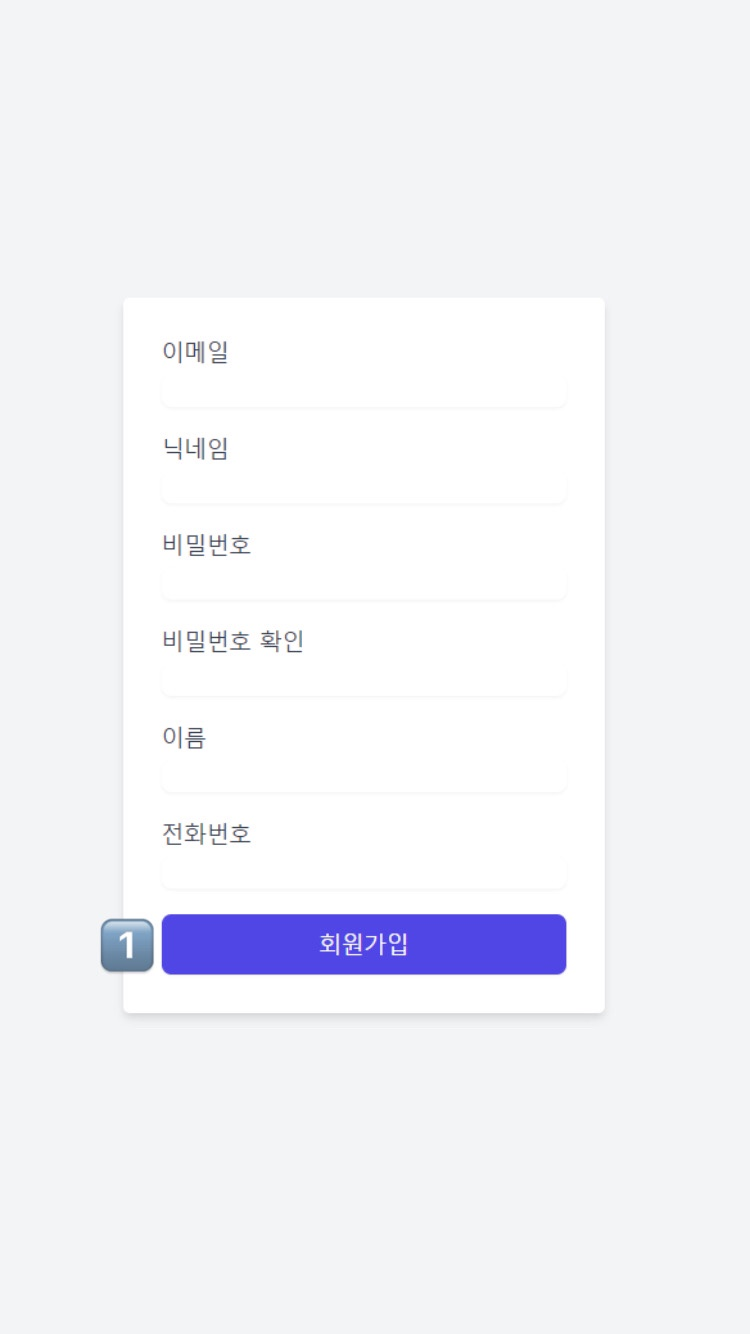 이메일
닉네임
비밀번호
비밀번호 확인
이름
전화번호
1 회원가입